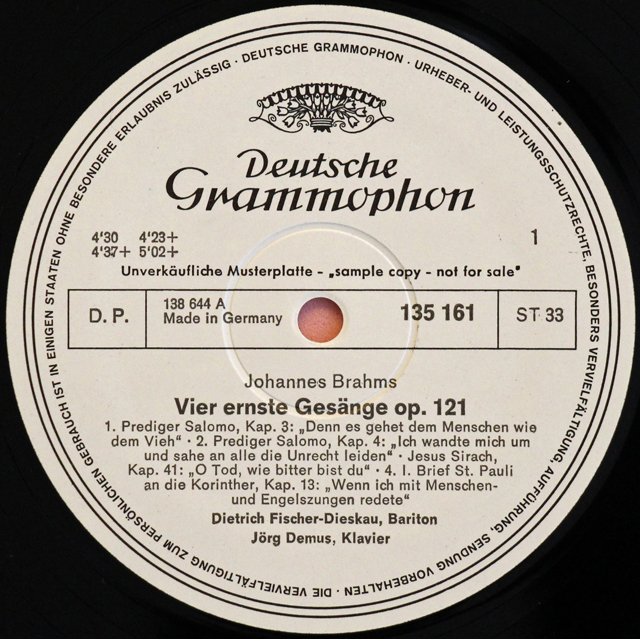 DIE VERVIELFÄLTIGUNG ZUM PERSÖNLICHEN GEBRAUCH IST IN EINIGEN STAATEN OHNE BESONDERE ERLAUBNIS ZULÄSSIG · DEUTSCHE GRAMMOPHON · URHEBER- UND LEISTUNGSSCHUTZRECHTE, BESONDERS VERVIELFÄLTIGUNG, AUFFÜHRUNG, SENDUNG VORBEHALTEN ·
Deutsche
Grammophon
4'30 4'23+
4'37+ 5'02+
1
Unverkäufliche Musterplatte - „sample copy - not for sale"
D. P.
138 644 A
Made in Germany
135 161
ST 33
Johannes Brahms
Vier ernste Gesänge op. 121
1. Prediger Salomo, Kap. 3: „Denn es gehet dem Menschen wie
dem Vieh“ · 2. Prediger Salomo, Kap. 4: „Ich wandte mich um
und sahe an alle die Unrecht leiden“ · Jesus Sirach,
Kap. 41: „O Tod, wie bitter bist du“ · 4. I. Brief St. Pauli
an die Korinther, Kap. 13: „Wenn ich mit Menschen-
und Engelszungen redete“
Dietrich Fischer-Dieskau, Bariton
Jörg Demus, Klavier